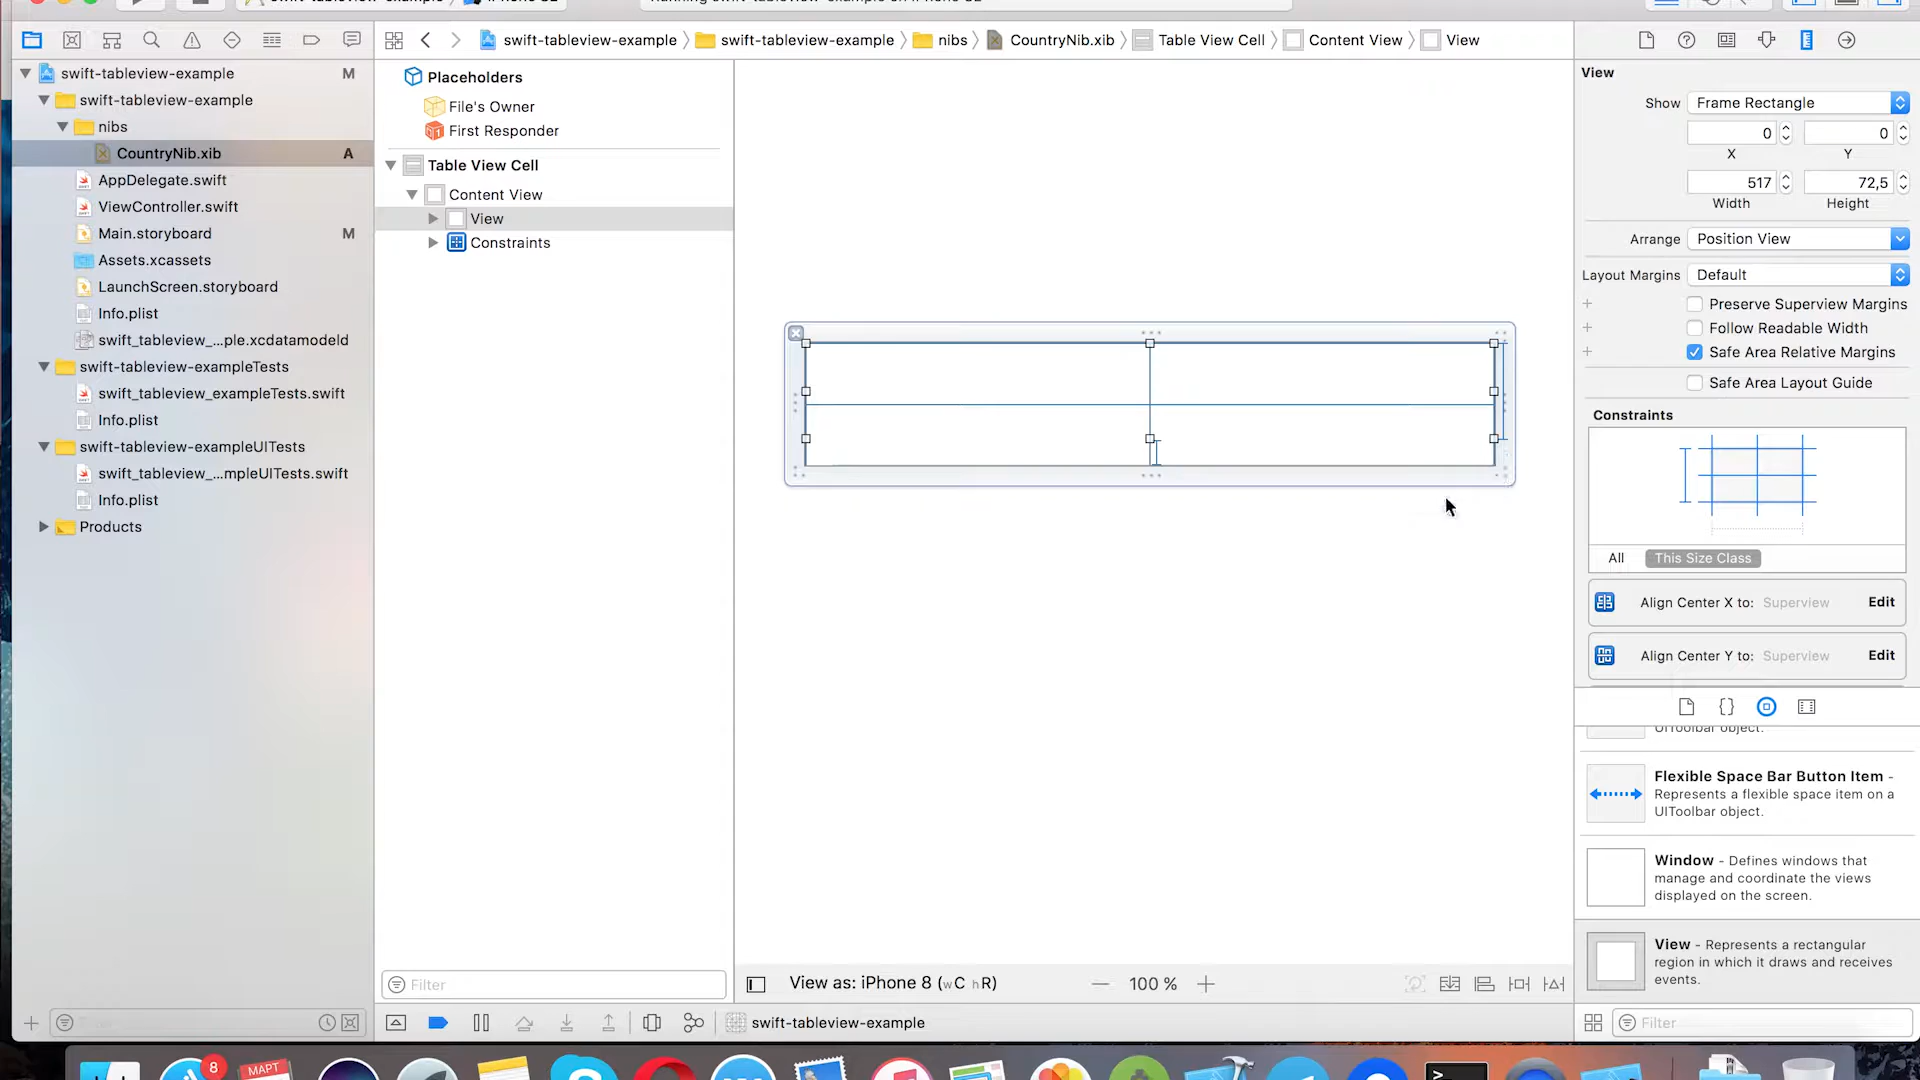 swift-tableview-example
swift-tableview-example
nibs
CountryNib.xib
Table View Cell
Content View
View
swift-tableview-example M
swift-tableview-example
nibs
CountryNib.xib A
AppDelegate.swift
ViewController.swift
Main.storyboard M
Assets.xcassets
LaunchScreen.storyboard
Info.plist
swift_tableview_...ple.xcdatamodeld
swift-tableview-exampleTests
swift_tableview_exampleTests.swift
Info.plist
swift-tableview-exampleUITests
swift_tableview_...mpleUITests.swift
Info.plist
Products
Placeholders
File's Owner
First Responder
Table View Cell
Content View
View
Constraints
Filter
View as: iPhone 8 (wC hR)
100 %
swift-tableview-example
View
Show Frame Rectangle
0 0
X Y
517 72,5
Width Height
Arrange Position View
Layout Margins Default
Preserve Superview Margins
Follow Readable Width
Safe Area Relative Margins
Safe Area Layout Guide
Constraints
All This Size Class
Align Center X to: Superview Edit
Align Center Y to: Superview Edit
UIToolbar object.
Flexible Space Bar Button Item -
Represents a flexible space item on a
UIToolbar object.
Window - Defines windows that
manage and coordinate the views
displayed on the screen.
View - Represents a rectangular
region in which it draws and receives
events.
Filter
8
МАРТ